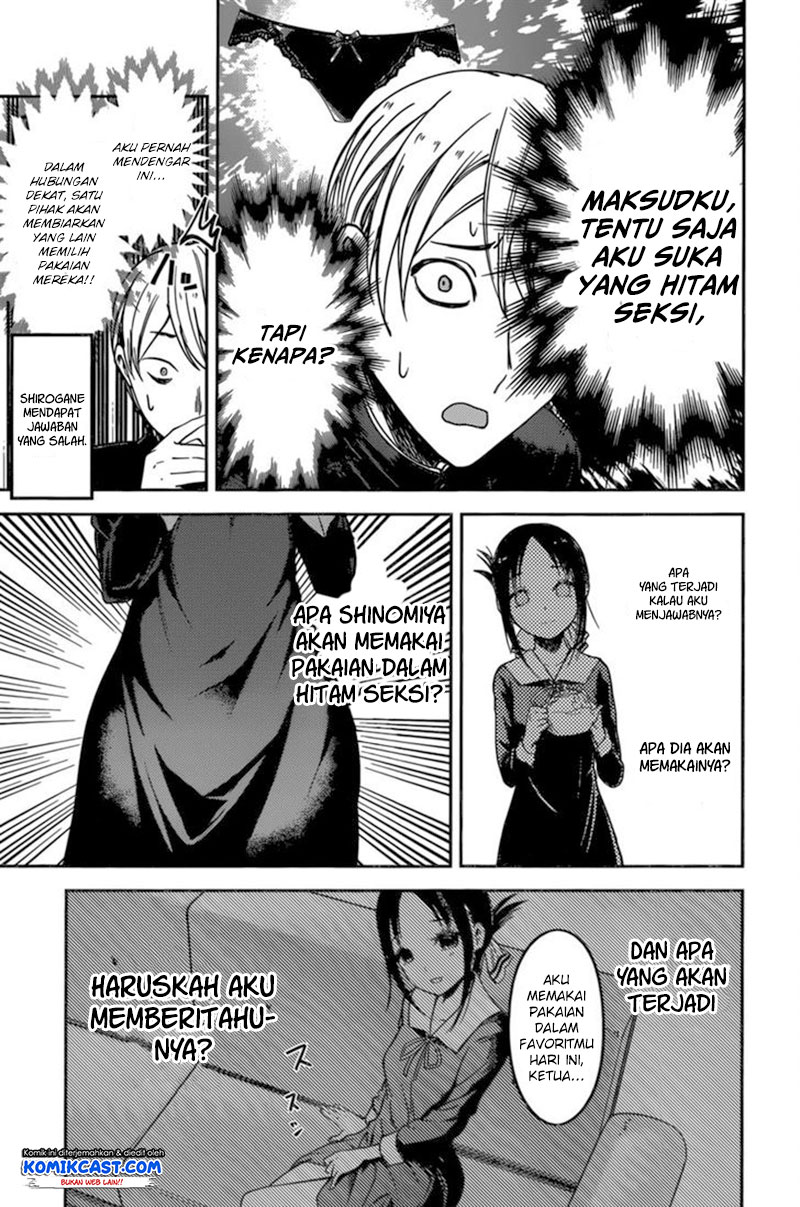 MAKSUDKU,
TENTU SAJA
AKU SUKA
YANG HITAM
SEKSI,
TAPI
KENAPA?
AKU PERNAH
MENDENGAR
INI...
DALAM
HUBUNGAN
DEKAT, SATU
PIHAK AKAN
MEMBIARKAN
YANG LAIN
MEMILIH
PAKAIAN
MEREKA!!
SHIROGANE
MENDAPAT
JAWABAN
YANG SALAH.
APA
YANG TERJADI
KALAU AKU
MENJAWABNYA?
APA DIA AKAN
MEMAKAINYA?
APA SHINOMIYA
AKAN MEMAKAI
PAKAIAN DALAM
HITAM SEKSI?
DAN APA
YANG AKAN
TERJADI
AKU
MEMAKAI
PAKAIAN
DALAM
FAVORITMU
HARI INI,
KETUA...
HARUSKAH AKU
MEMBERITAHU-
NYA?
スス
Komik ini diterjemahkan & diedit oleh
KOMIKCAST.COM
BUKAN WEB LAIN!!